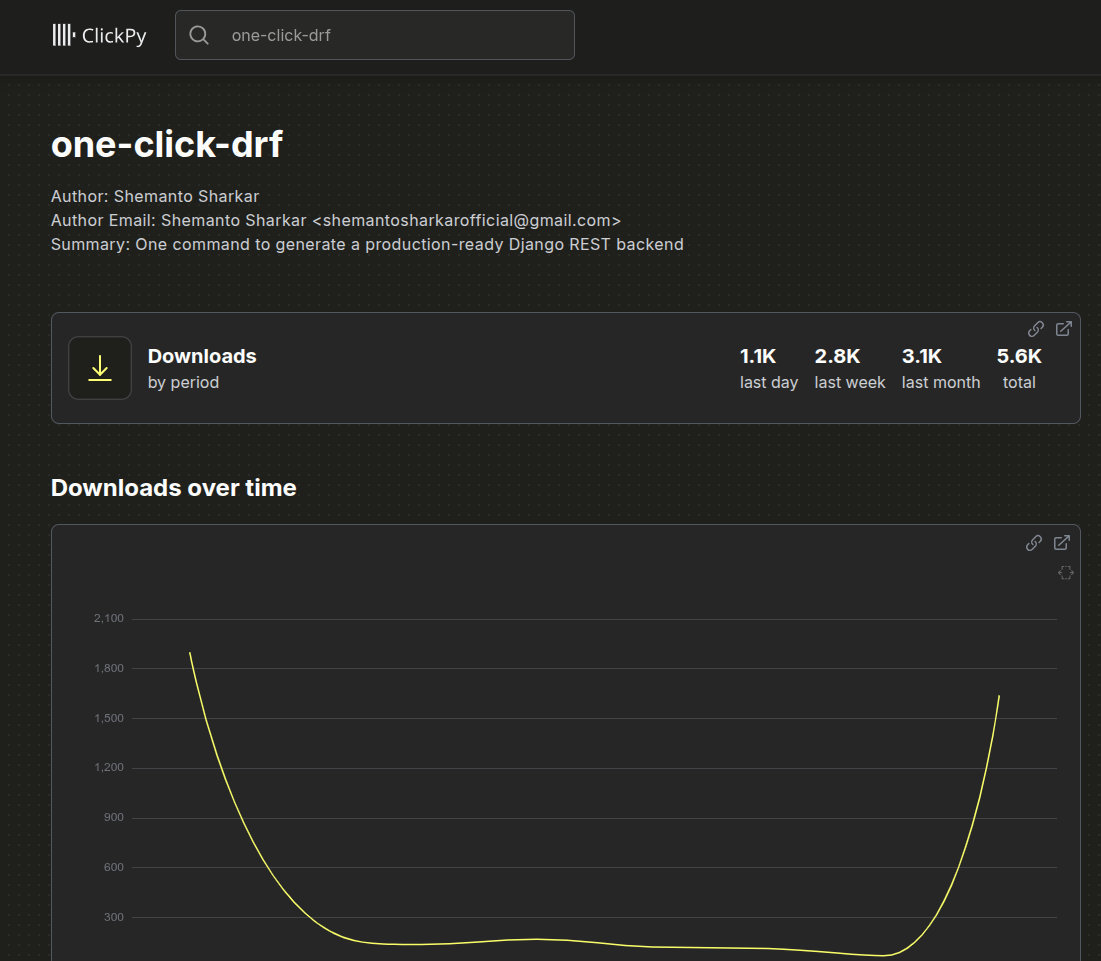 ClickPy
one-click-drf
one-click-drf
Author: Shemanto Sharkar
Author Email: Shemanto Sharkar <shemantosharkarofficial@gmail.com>
Summary: One command to generate a production-ready Django REST backend
Downloads
by period
1.1K
last day
2.8K
last week
3.1K
last month
5.6K
total
Downloads over time
2,100
1,800
1,500
1,200
900
600
300